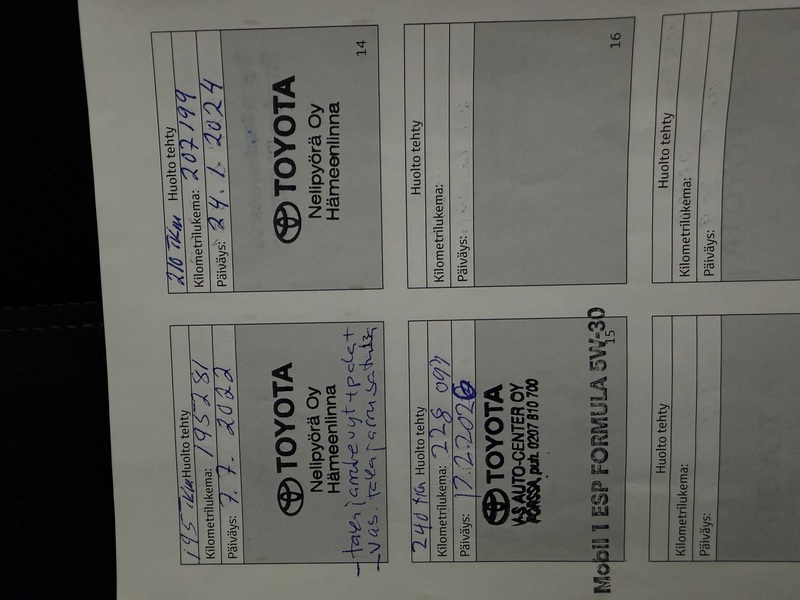 195 Tkm Huolto tehty
Kilometrilukema: 195281
Päiväys: 7. 7. 2022
TOYOTA
Nelipyörä Oy
Hämeenlinna
-vas. takajarrusatula
210 TKm Huolto tehty
Kilometrilukema: 207199
Päiväys: 24. 1. 2024
TOYOTA
Nelipyörä Oy
Hämeenlinna
14
240 tkm Huolto tehty
Kilometrilukema: 228 097
Päiväys: 17.2.2026
TOYOTA
V-S AUTO-CENTER OY
FORSSA, puh. 0207 810 700
Mobil 1 ESP FORMULA 5W-30
15
Huolto tehty
Kilometrilukema:
Päiväys:
16
Huolto tehty
Kilometrilukema:
Päiväys:
Huolto tehty
Kilometrilukema:
Päiväys: